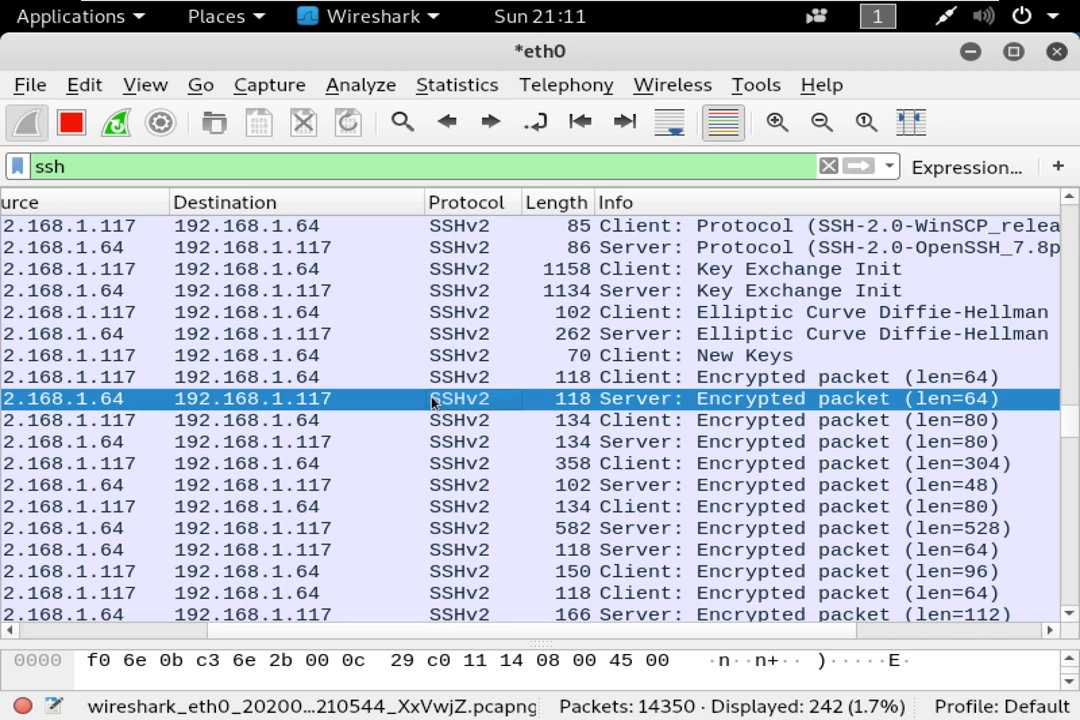 Applications Places Wireshark Sun 21:11 1
*eth0
File Edit View Go Capture Analyze Statistics Telephony Wireless Tools Help
ssh Expression… +
urce Destination Protocol Length Info
2.168.1.117 192.168.1.64 SSHv2 85 Client: Protocol (SSH-2.0-WinSCP_relea
2.168.1.64 192.168.1.117 SSHv2 86 Server: Protocol (SSH-2.0-OpenSSH_7.8p
2.168.1.117 192.168.1.64 SSHv2 1158 Client: Key Exchange Init
2.168.1.64 192.168.1.117 SSHv2 1134 Server: Key Exchange Init
2.168.1.117 192.168.1.64 SSHv2 102 Client: Elliptic Curve Diffie-Hellman
2.168.1.64 192.168.1.117 SSHv2 262 Server: Elliptic Curve Diffie-Hellman
2.168.1.117 192.168.1.64 SSHv2 70 Client: New Keys
2.168.1.117 192.168.1.64 SSHv2 118 Client: Encrypted packet (len=64)
2.168.1.64 192.168.1.117 SSHv2 118 Server: Encrypted packet (len=64)
2.168.1.117 192.168.1.64 SSHv2 134 Client: Encrypted packet (len=80)
2.168.1.64 192.168.1.117 SSHv2 134 Server: Encrypted packet (len=80)
2.168.1.117 192.168.1.64 SSHv2 358 Client: Encrypted packet (len=304)
2.168.1.64 192.168.1.117 SSHv2 102 Server: Encrypted packet (len=48)
2.168.1.117 192.168.1.64 SSHv2 134 Client: Encrypted packet (len=80)
2.168.1.64 192.168.1.117 SSHv2 582 Server: Encrypted packet (len=528)
2.168.1.64 192.168.1.117 SSHv2 118 Server: Encrypted packet (len=64)
2.168.1.117 192.168.1.64 SSHv2 150 Client: Encrypted packet (len=96)
2.168.1.117 192.168.1.64 SSHv2 118 Client: Encrypted packet (len=64)
2.168.1.64 192.168.1.117 SSHv2 166 Server: Encrypted packet (len=112)
0000 f0 6e 0b c3 6e 2b 00 0c 29 c0 11 14 08 00 45 00 ·n··n+·· )·····E·
wireshark_eth0_20200…210544_XxVwjZ.pcapng Packets: 14350 · Displayed: 242 (1.7%) Profile: Default